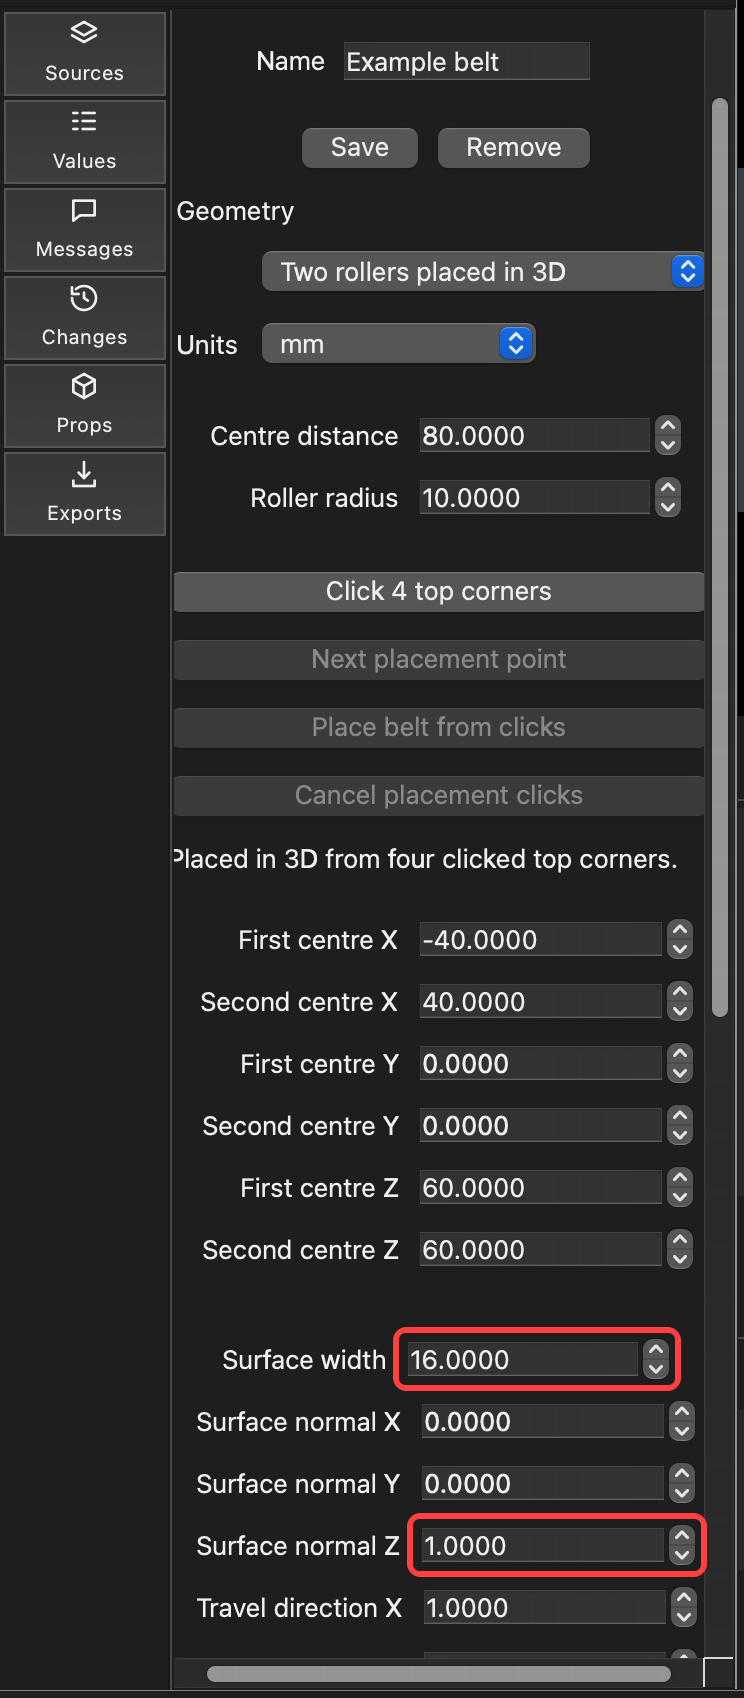 Sources
Values
Messages
Changes
Props
Exports
Name Example belt
Save Remove
Geometry
Two rollers placed in 3D
Units mm
Centre distance 80.0000
Roller radius 10.0000
Click 4 top corners
Next placement point
Place belt from clicks
Cancel placement clicks
Placed in 3D from four clicked top corners.
First centre X -40.0000
Second centre X 40.0000
First centre Y 0.0000
Second centre Y 0.0000
First centre Z 60.0000
Second centre Z 60.0000
Surface width 16.0000
Surface normal X 0.0000
Surface normal Y 0.0000
Surface normal Z 1.0000
Travel direction X 1.0000